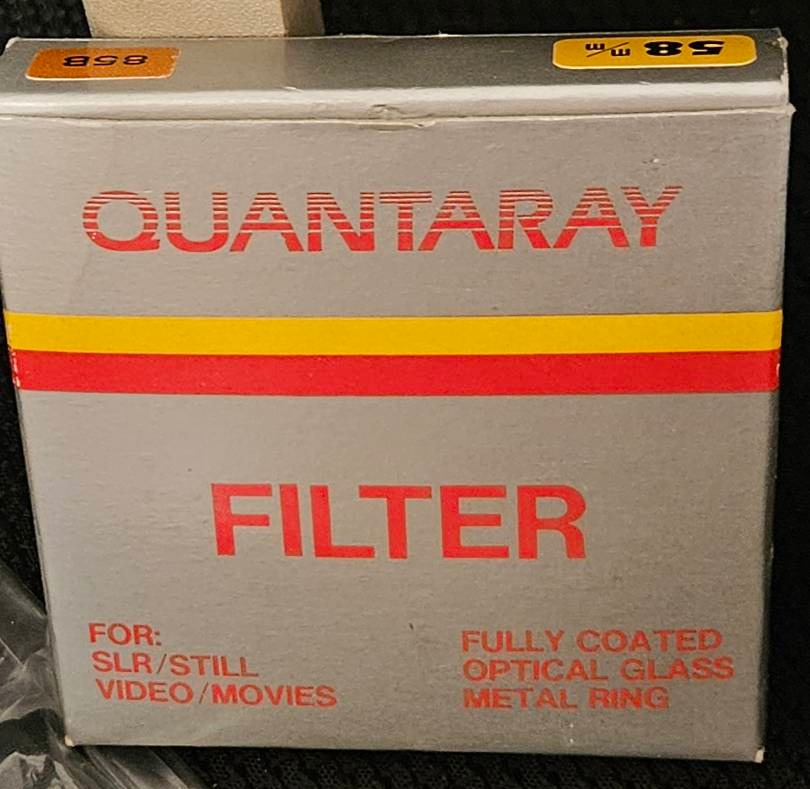 85B
58 m/m
QUANTARAY
FILTER
FOR:
SLR/STILL
VIDEO/MOVIES
FULLY COATED
OPTICAL GLASS
METAL RING